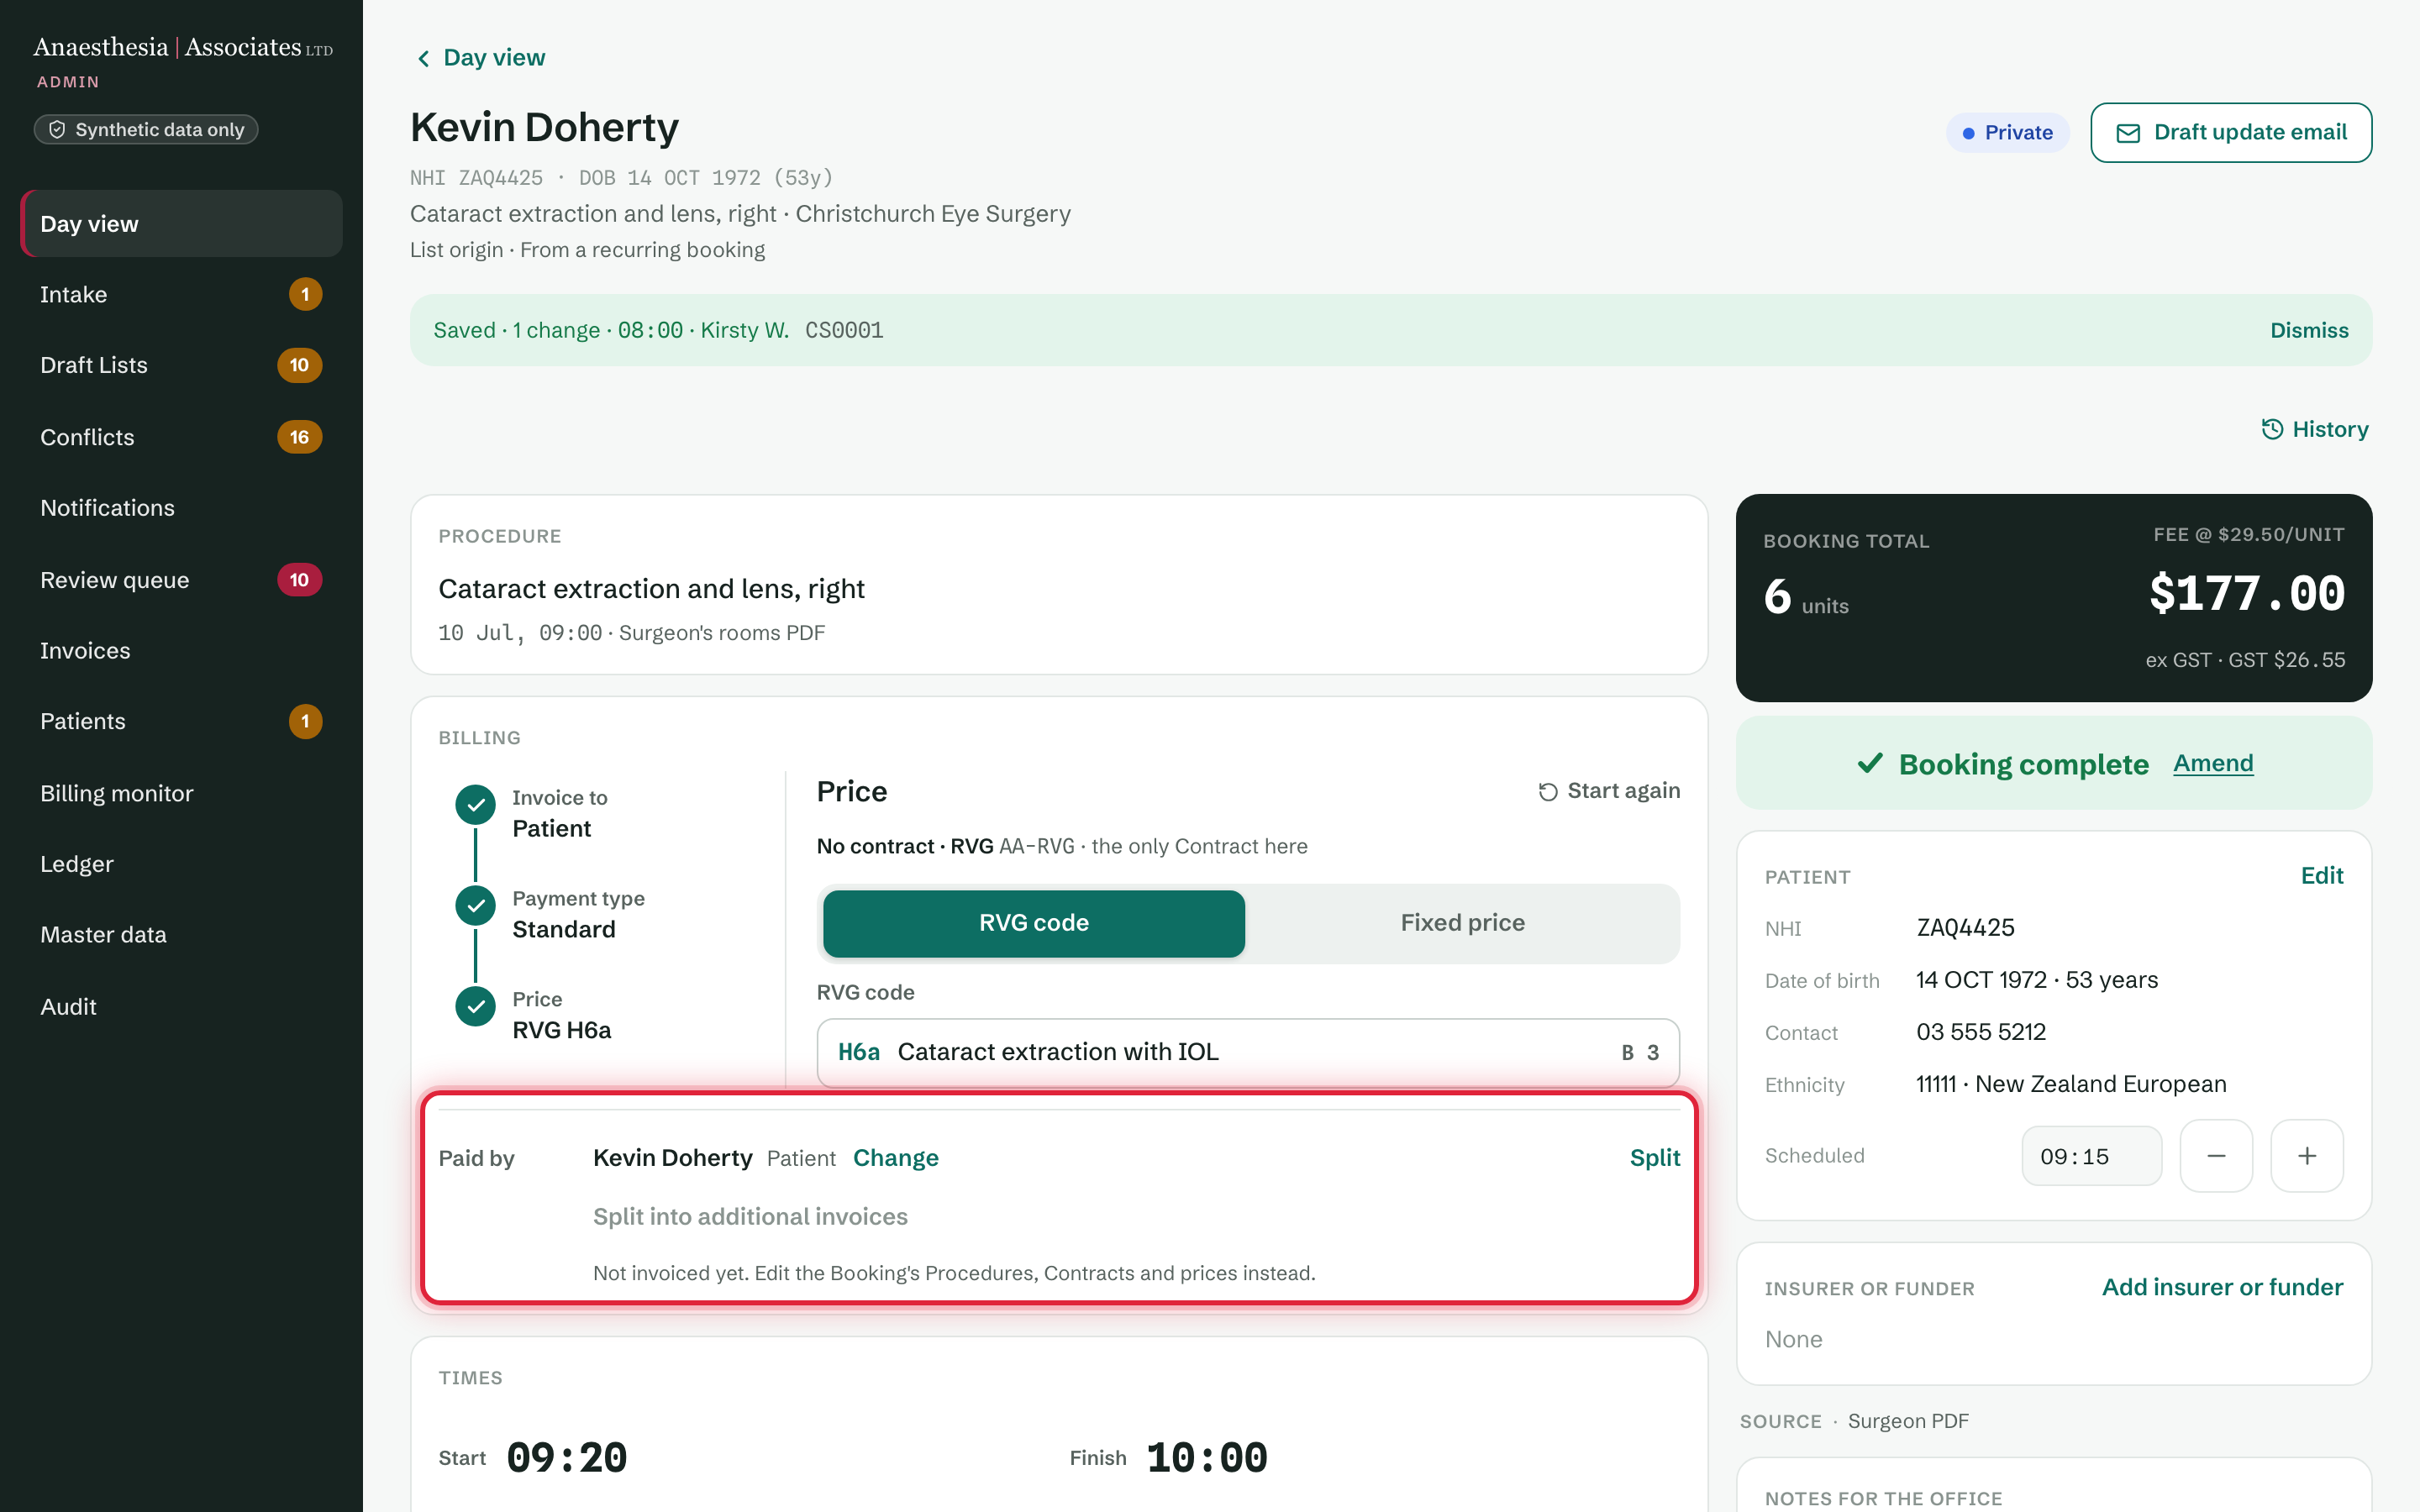 Anaesthesia | Associates LTD
ADMIN
Synthetic data only
Day view
Intake 1
Draft Lists 10
Conflicts 16
Notifications
Review queue 10
Invoices
Patients 1
Billing monitor
Ledger
Master data
Audit
Day view
Kevin Doherty
NHI ZAQ4425 · DOB 14 OCT 1972 (53y)
Cataract extraction and lens, right · Christchurch Eye Surgery
List origin · From a recurring booking
Private
Draft update email
Saved · 1 change · 08:00 · Kirsty W. CS0001
Dismiss
History
PROCEDURE
Cataract extraction and lens, right
10 Jul, 09:00 · Surgeon's rooms PDF
BILLING
Invoice to
Patient
Payment type
Standard
Price
RVG H6a
Price
Start again
No contract · RVG AA-RVG · the only Contract here
RVG code
Fixed price
RVG code
H6a Cataract extraction with IOL B 3
Paid by Kevin Doherty Patient Change Split
Split into additional invoices
Not invoiced yet. Edit the Booking's Procedures, Contracts and prices instead.
TIMES
Start 09:20 Finish 10:00
BOOKING TOTAL FEE @ $29.50/UNIT
6 units $177.00
ex GST · GST $26.55
Booking complete Amend
PATIENT Edit
NHI ZAQ4425
Date of birth 14 OCT 1972 · 53 years
Contact 03 555 5212
Ethnicity 11111 · New Zealand European
Scheduled 09:15 − +
INSURER OR FUNDER Add insurer or funder
None
SOURCE · Surgeon PDF
NOTES FOR THE OFFICE